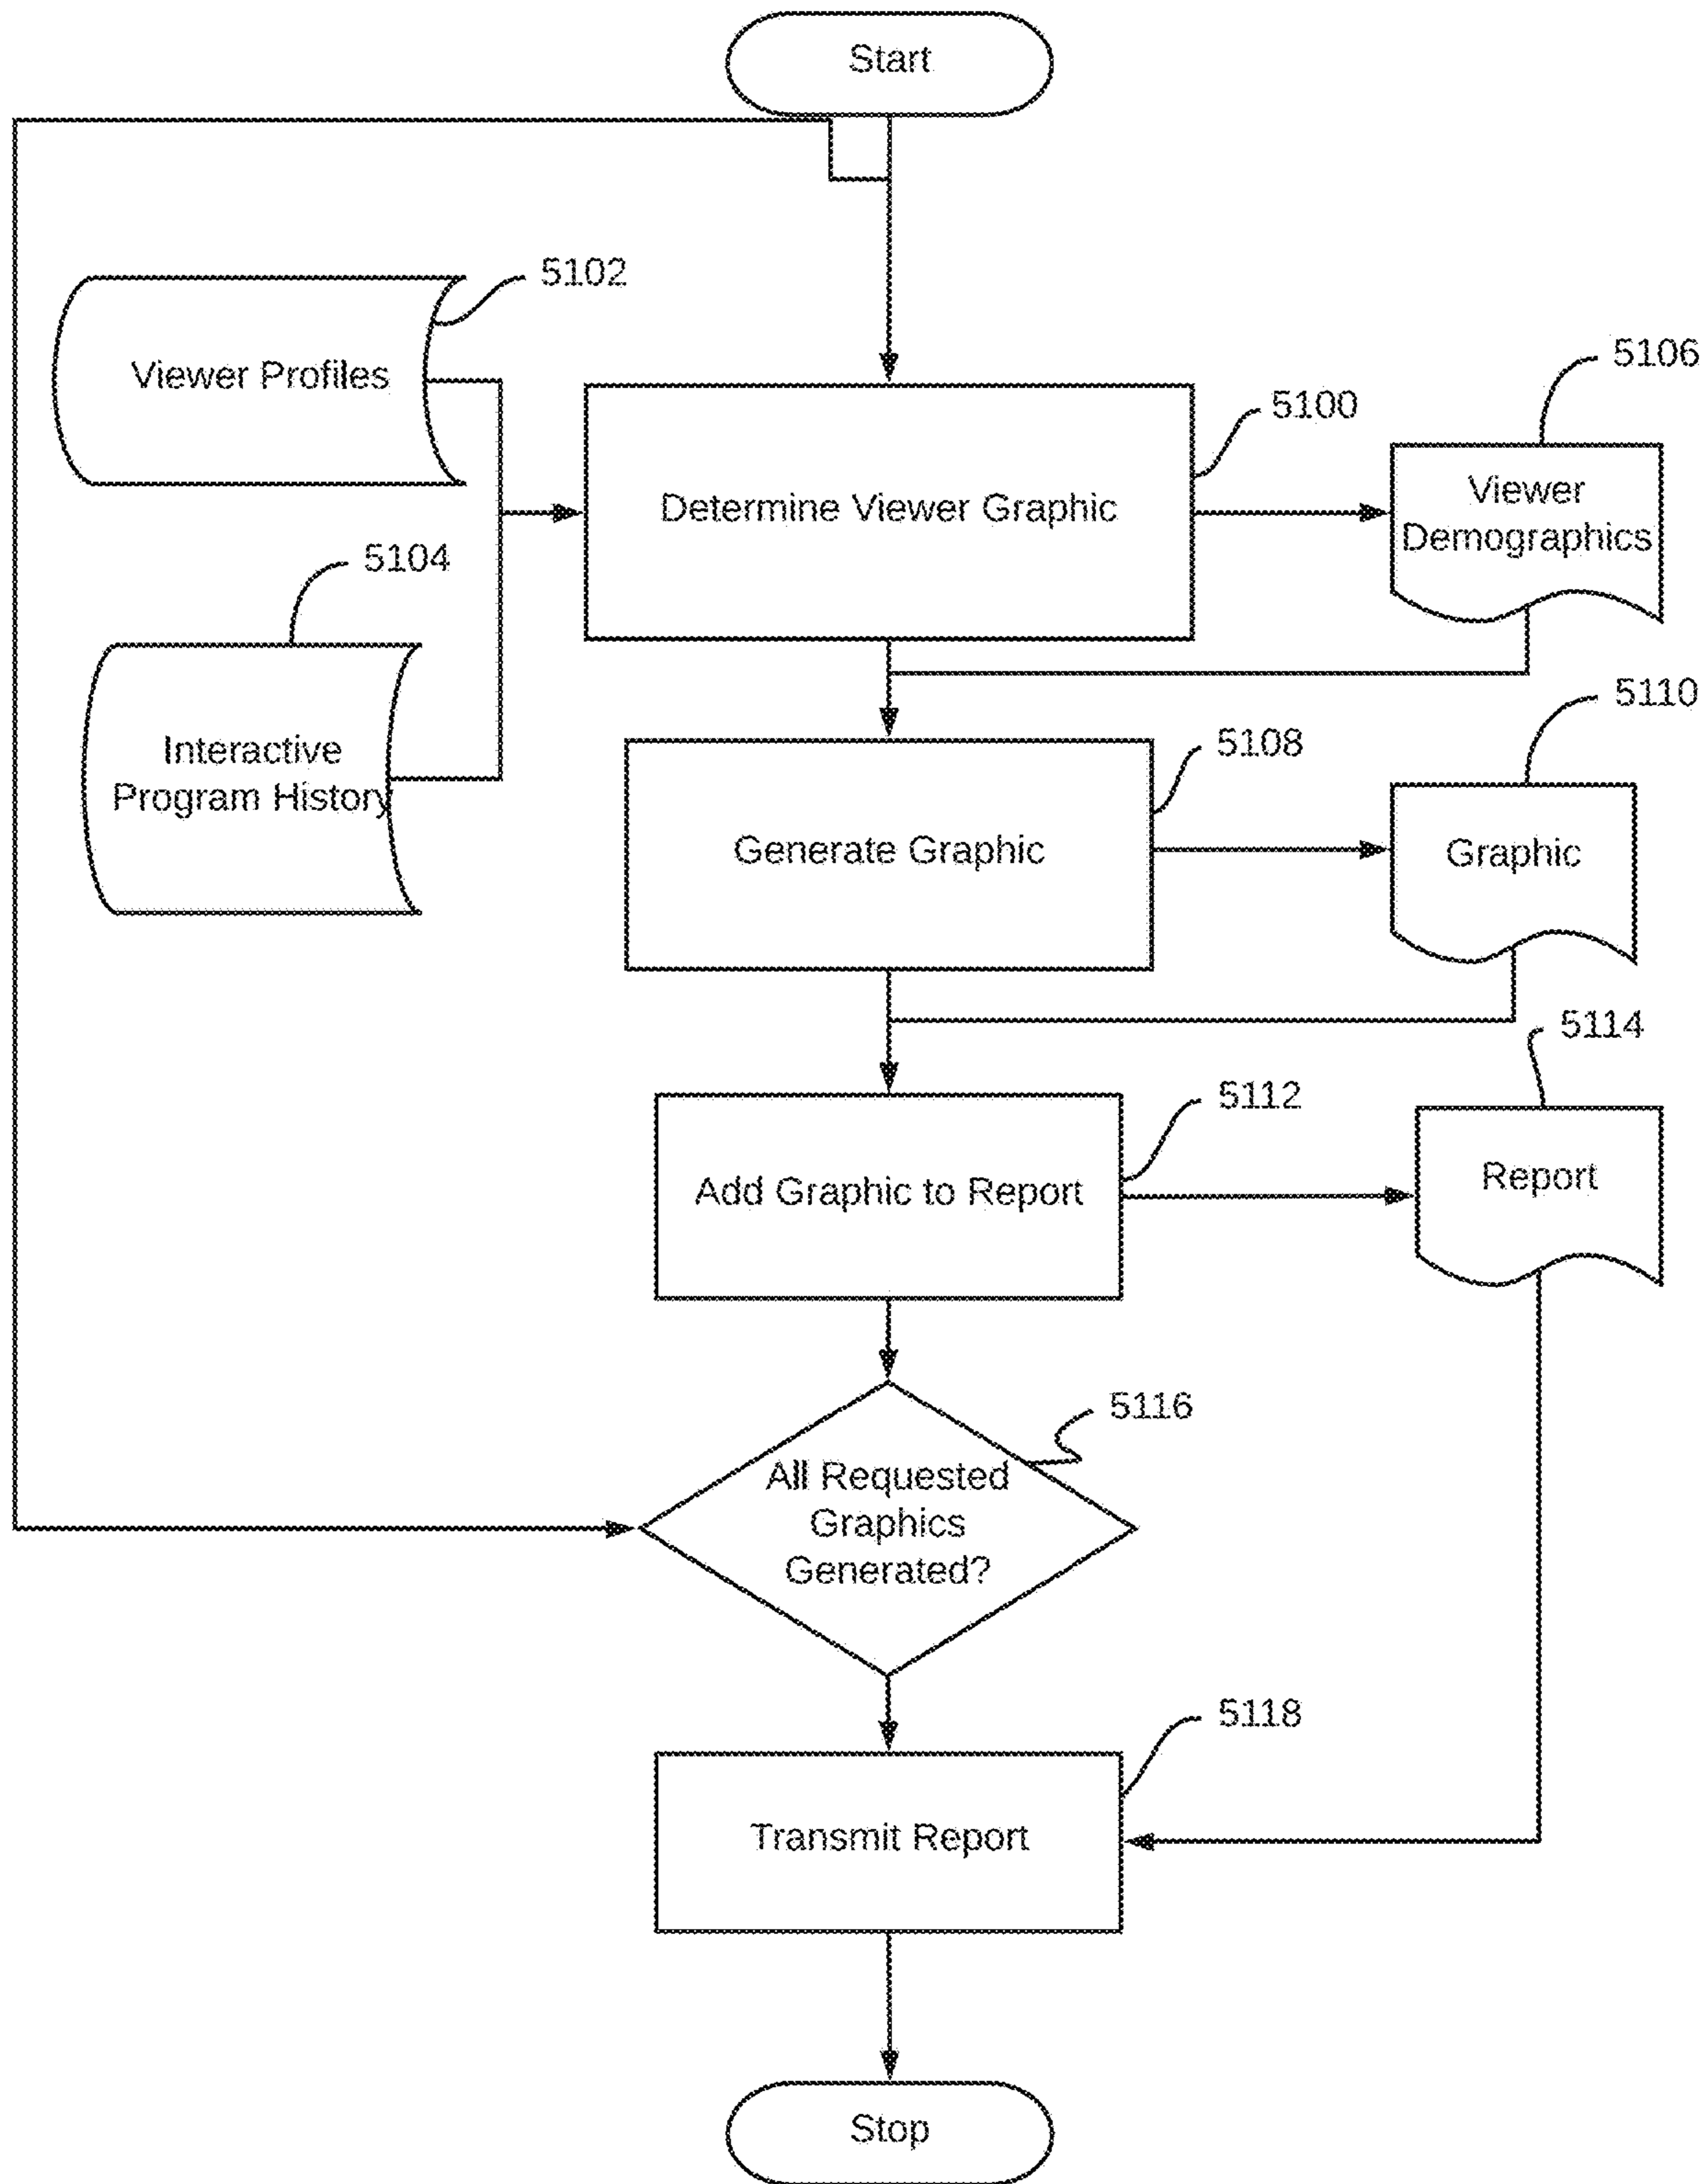 Start
5102
Viewer Profiles
5106
5100
Viewer
Demographics
Determine Viewer Graphic
5104
5110
Interactive
Program History
5108
Generate Graphic
Graphic
5114
5112
Add Graphic to Report
Report
5116
All Requested
Graphics
Generated?
5118
Transmit Report
Stop